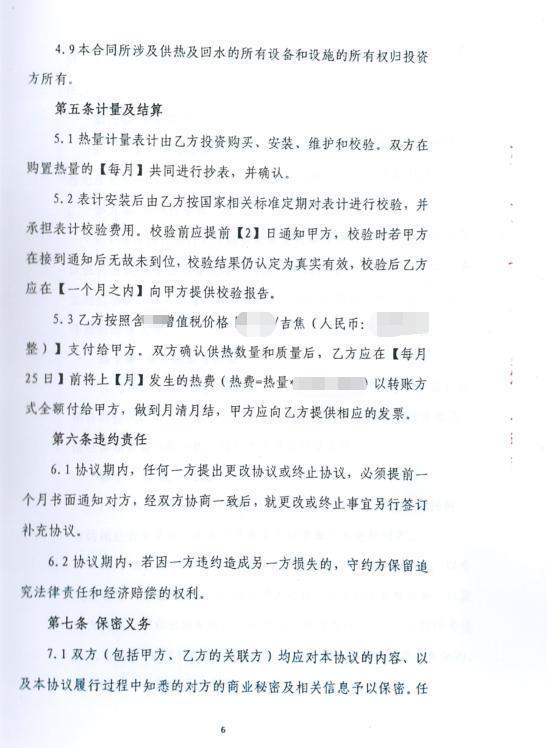 4.9本合同所涉及供热及回水的所有设备和设施的所有权归投资
方所有。
第五条计量及结算
5.1热量计量表计由乙方投资购买、安装、维护和校验。双方在
购置热量的【每月】共同进行抄表，并确认。
5.2表计安装后由乙方按国家相关标准定期对表计进行校验，并
承担表计校验费用。校验前应提前【2】日通知甲方，校验时若甲方
在接到通知后无故未到位，校验结果仍认定为真实有效，校验后乙方
应在【一个月之内】向甲方提供校验报告。
5.3乙方按照含 增值税价格 /吉焦（人民币：
整）】支付给甲方。双方确认供热数量和质量后，乙方应在【每月
25日】前将上【月】发生的热费（热费=热量* ）以转账方
式全额付给甲方，做到月清月结，甲方应向乙方提供相应的发票。
第六条违约责任
6.1协议期内，任何一方提出更改协议或终止协议，必须提前一
个月书面通知对方，经双方协商一致后，就更改或终止事宜另行签订
补充协议。
6.2协议期内，若因一方违约造成另一方损失的，守约方保留追
究法律责任和经济赔偿的权利。
第七条 保密义务
7.1双方（包括甲方、乙方的关联方）均应对本协议的内容、以
及本协议履行过程中知悉的对方的商业秘密及相关信息予以保密。任
6